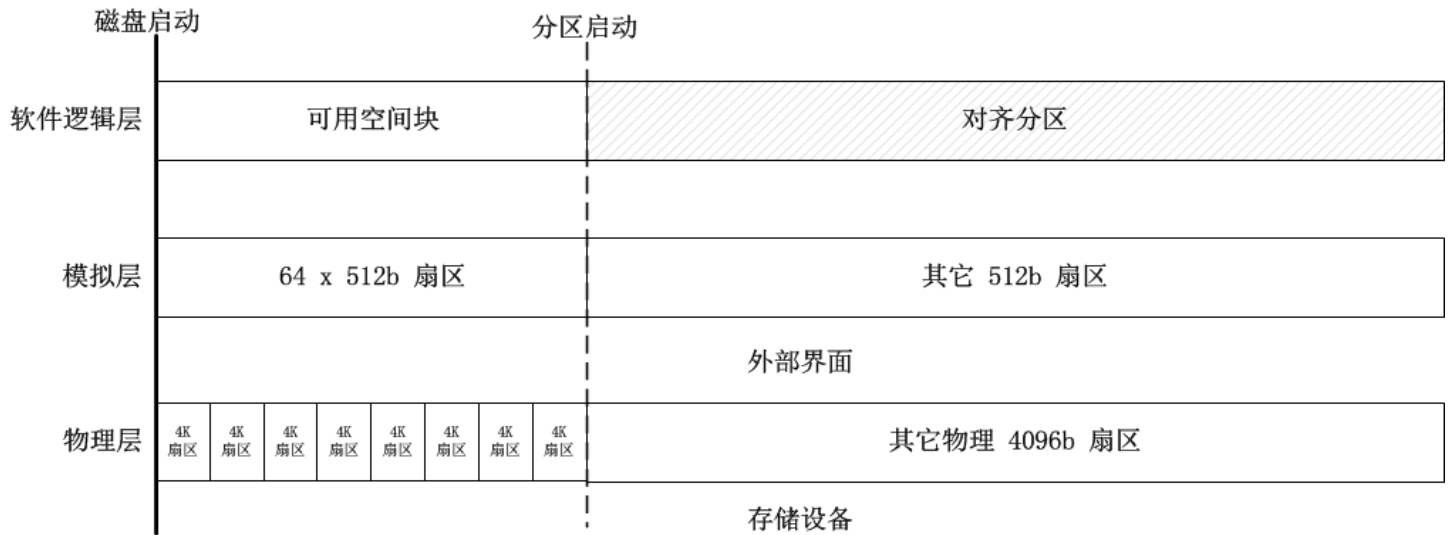 磁盘启动
分区启动
软件逻辑层
可用空间块
对齐分区
模拟层
64 x 512b 扇区
其它 512b 扇区
外部界面
物理层
4K
扇区
4K
扇区
4K
扇区
4K
扇区
4K
扇区
4K
扇区
4K
扇区
4K
扇区
其它物理 4096b 扇区
存储设备